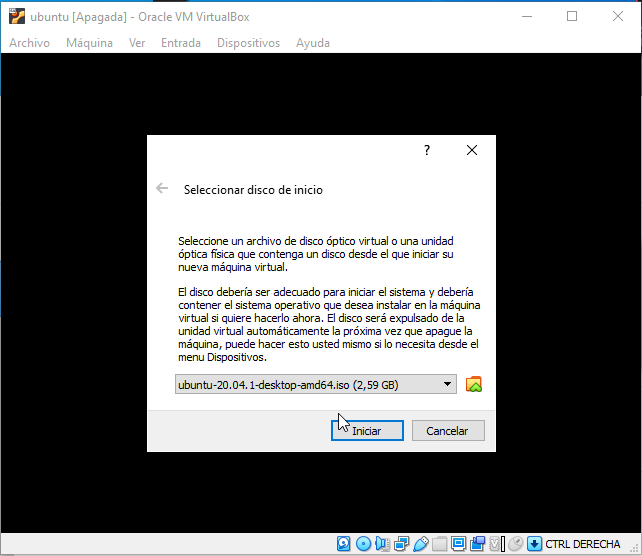 ubuntu [Apagada] - Oracle VM VirtualBox
Archivo Máquina Ver Entrada Dispositivos Ayuda
?
Seleccionar disco de inicio
Seleccione un archivo de disco óptico virtual o una unidad
óptica física que contenga un disco desde el que iniciar su
nueva máquina virtual.
El disco debería ser adecuado para iniciar el sistema y debería
contener el sistema operativo que desea instalar en la máquina
virtual si quiere hacerlo ahora. El disco será expulsado de la
unidad virtual automáticamente la próxima vez que apague la
máquina, puede hacer esto usted mismo si lo necesita desde el
menu Dispositivos.
ubuntu-20.04.1-desktop-amd64.iso (2,59 GB)
Iniciar Cancelar
CTRL DERECHA